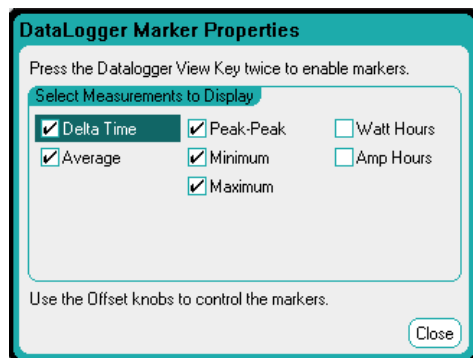 DataLogger Marker Properties
Press the Datalogger View Key twice to enable markers.
Select Measurements to Display
Delta Time Peak-Peak Watt Hours
Average Minimum Amp Hours
Maximum
Use the Offset knobs to control the markers.
Close